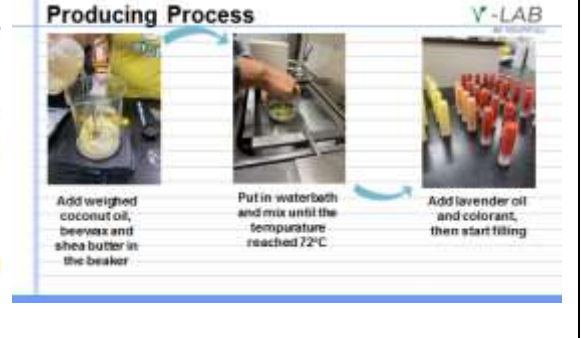 Producing Process
V-LAB
Add weighed
coconut oil,
beewax and
shea butter in
the beaker
Put in waterbath
and mix until the
tempurature
reached 72°C
Add lavender oil
and colorant,
then start filling